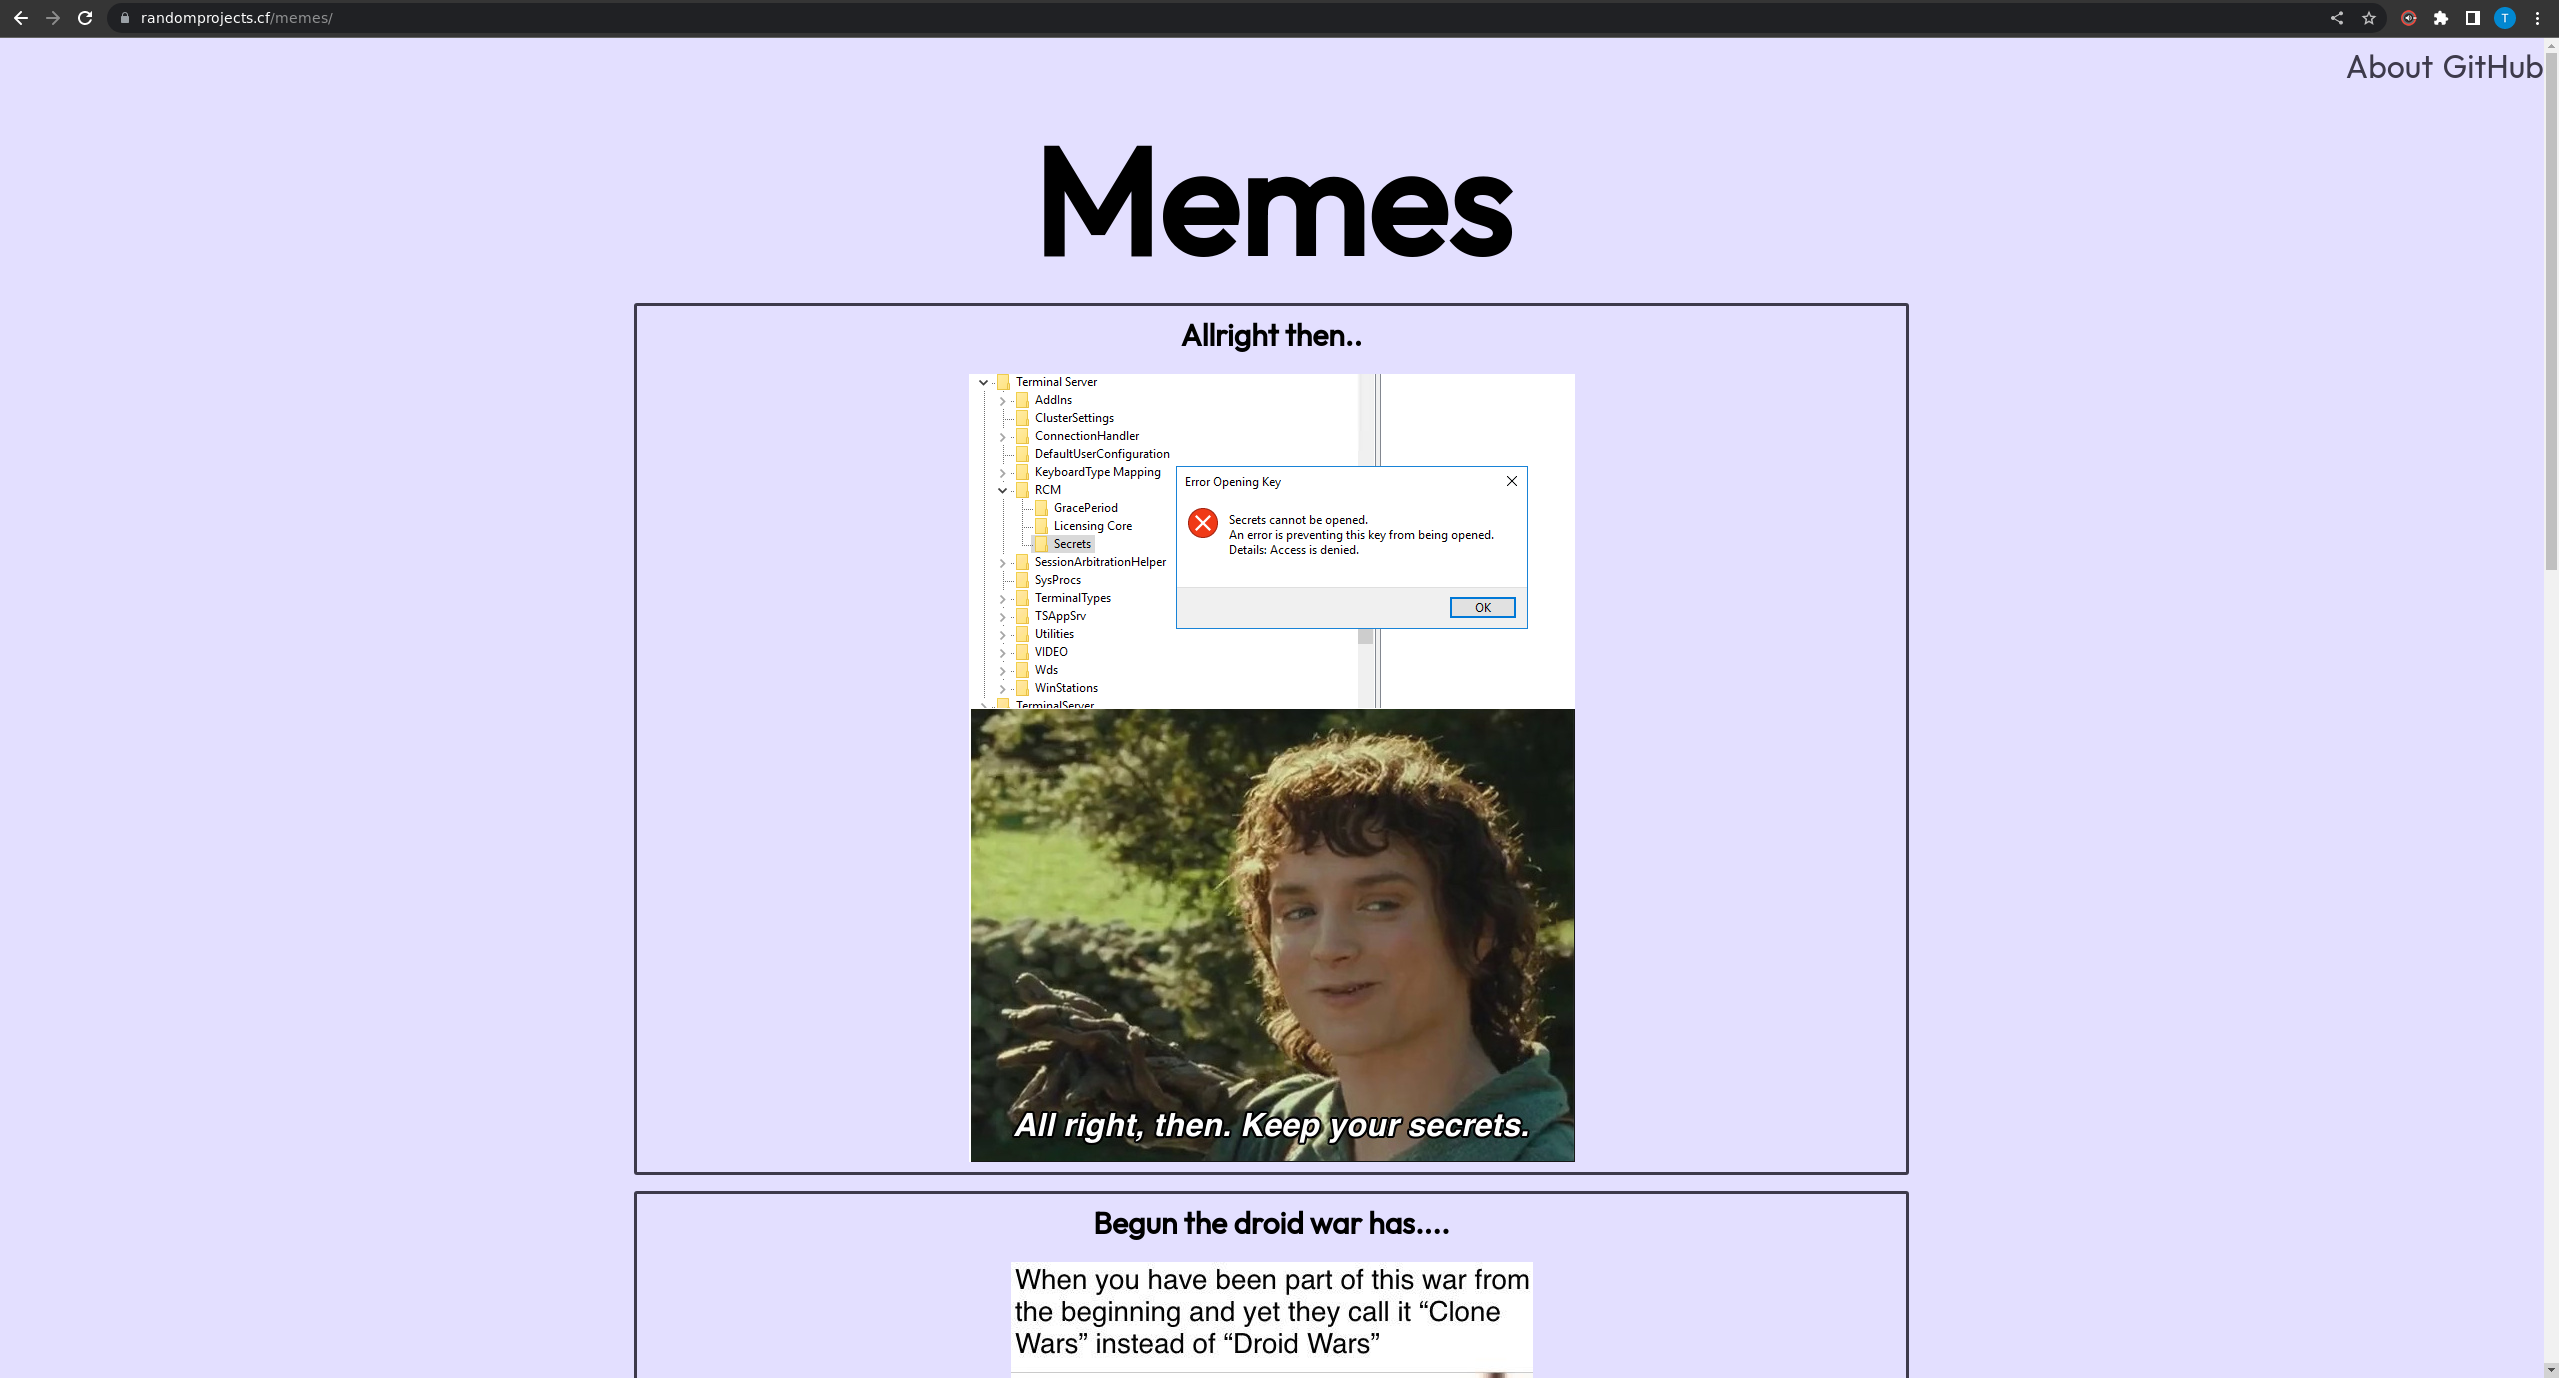 randomprojects.cf/memes/
T
About GitHub
Memes
Allright then..
Terminal Server
AddIns
ClusterSettings
ConnectionHandler
DefaultUserConfiguration
KeyboardType Mapping
RCM
GracePeriod
Licensing Core
Secrets
SessionArbitrationHelper
SysProcs
TerminalTypes
TSAppSrv
Utilities
VIDEO
Wds
WinStations
TerminalServer
Error Opening Key
Secrets cannot be opened.
An error is preventing this key from being opened.
Details: Access is denied.
OK
All right, then. Keep your secrets.
Begun the droid war has....
When you have been part of this war from
the beginning and yet they call it “Clone
Wars” instead of “Droid Wars”